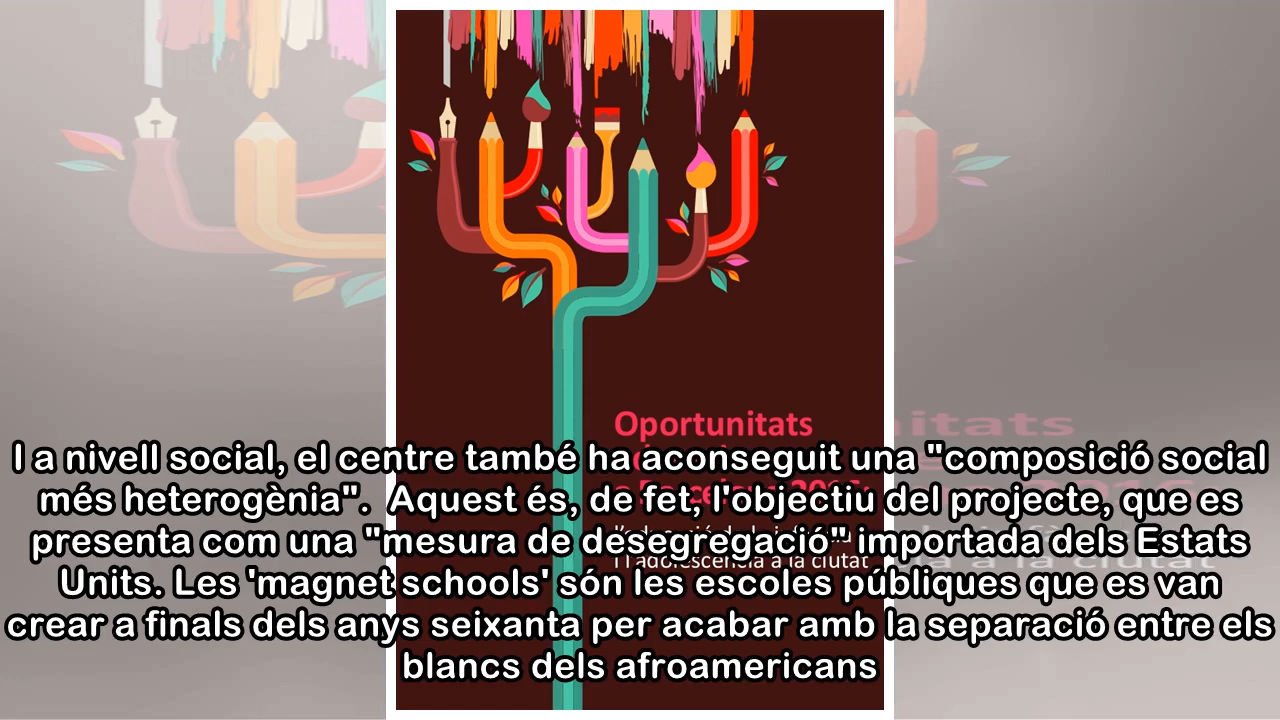 Oportunitats
I a nivell social, el centre també ha aconseguit una "composició social
més heterogènia".  Aquest és, de fet, l'objectiu del projecte, que es
presenta com una "mesura de desegregació" importada dels Estats
Units. Les 'magnet schools' són les escoles públiques que es van
crear a finals dels anys seixanta per acabar amb la separació entre els
blancs dels afroamericans
i l'adolescència a la ciutat